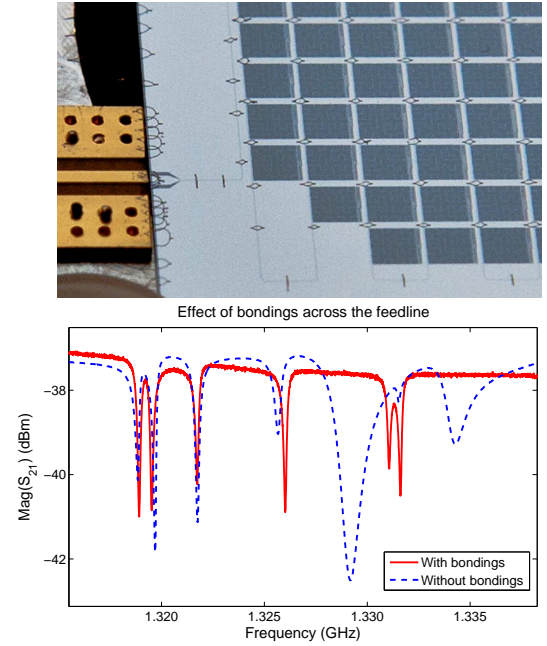 Effect of bondings across the feedline
Mag(S21) (dBm)
−38
−40
−42
With bondings
Without bondings
1.320
1.325
1.330
1.335
Frequency (GHz)